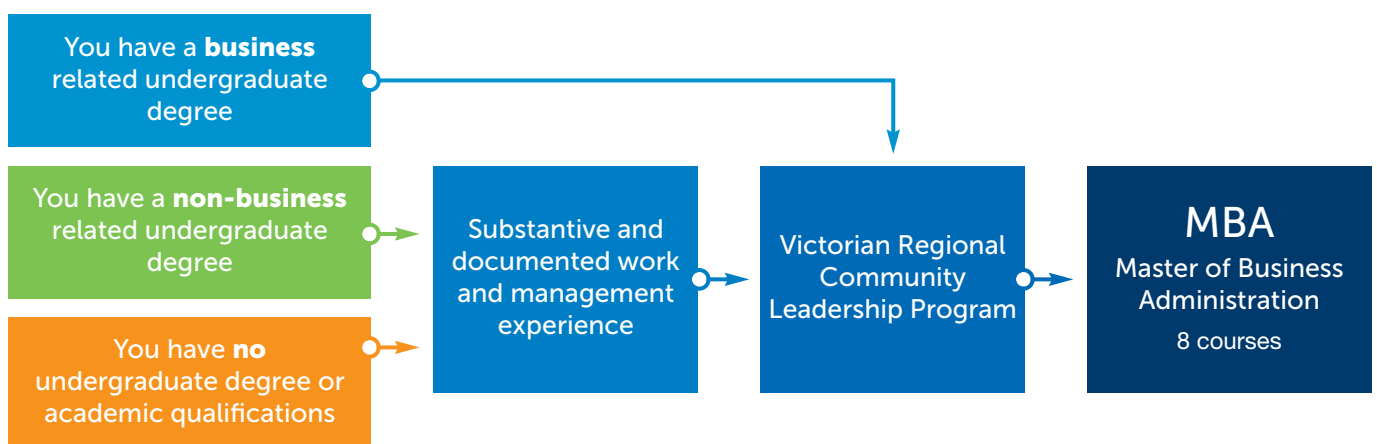 You have a business
related undergraduate
degree
You have a non-business
related undergraduate
degree
You have no
undergraduate degree or
academic qualifications
Substantive and
documented work
and management
experience
Victorian Regional
Community
Leadership Program
MBA
Master of Business
Administration
8 courses